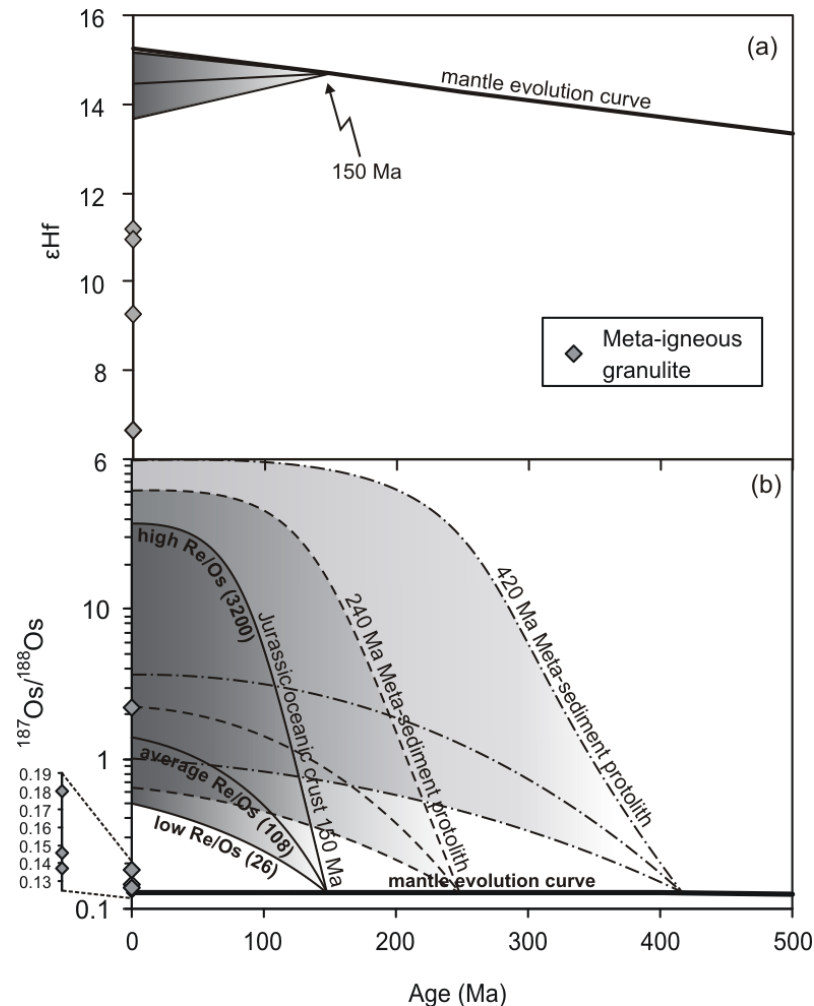 16
(a)
mantle evolution curve
14
150 Ma
12
εHf
10
Meta-igneous
granulite
8
6
(b)
high Re/Os (3200)
Jurassic/oceanic crust 150 Ma
240 Ma Meta-sediment protolith
420 Ma Meta-sediment protolith
10
187Os/188Os
1
average Re/Os (108)
low Re/Os (26)
0.19
0.18
0.17
0.16
0.15
0.14
0.13
mantle evolution curve
0.1
0
100
200
300
400
500
Age (Ma)